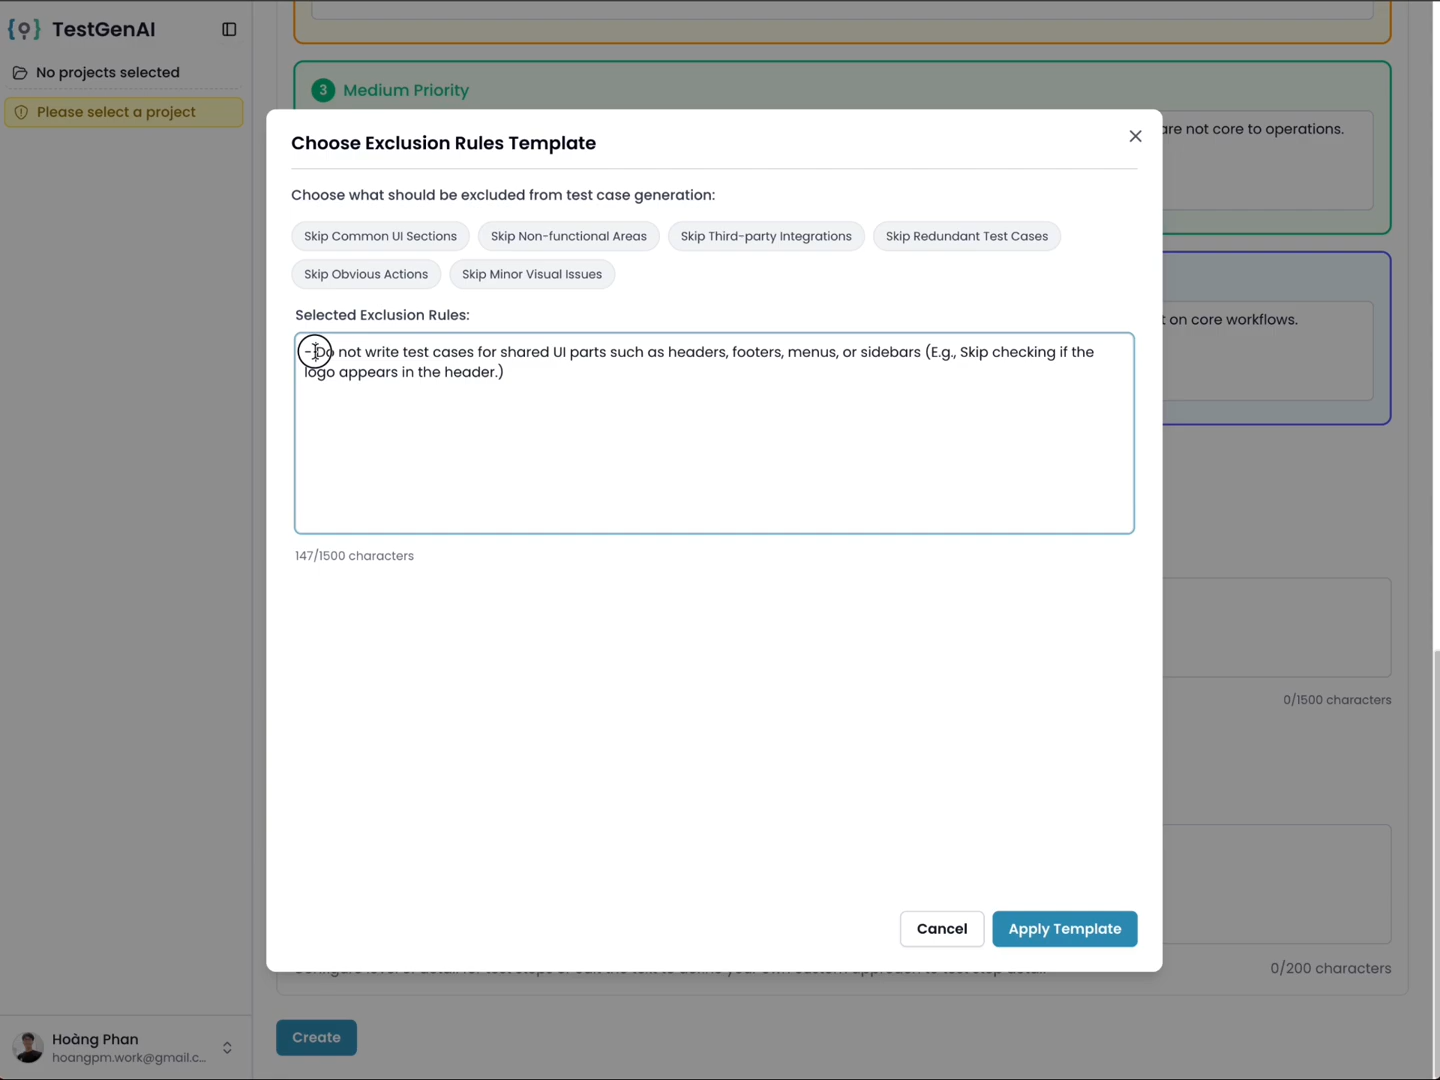 TestGenAI
No projects selected
Please select a project
3 Medium Priority
are not core to operations.
Choose Exclusion Rules Template
Choose what should be excluded from test case generation:
Skip Common UI Sections
Skip Non-functional Areas
Skip Third-party Integrations
Skip Redundant Test Cases
Skip Obvious Actions
Skip Minor Visual Issues
t on core workflows.
Selected Exclusion Rules:
- Do not write test cases for shared UI parts such as headers, footers, menus, or sidebars (E.g., Skip checking if the
logo appears in the header.)
147/1500 characters
0/1500 characters
Cancel
Apply Template
0/200 characters
Create
Hoàng Phan
hoangpm.work@gmail.c...